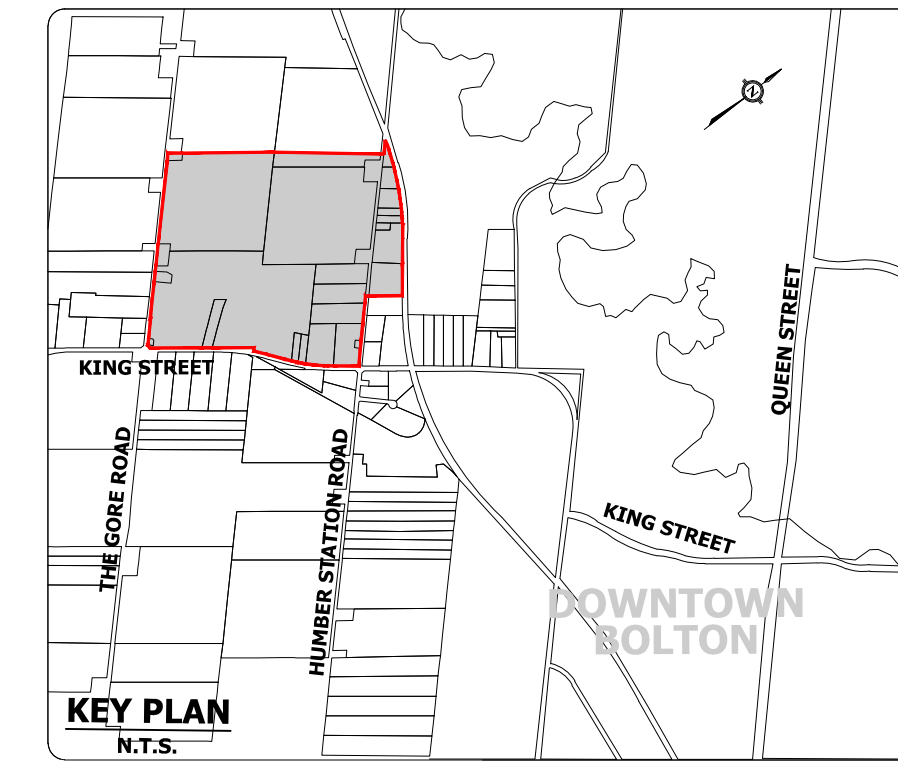 N
QUEEN STREET
KING STREET
THE GORE ROAD
HUMBER STATION ROAD
KING STREET
DOWNTOWN
BOLTON
KEY PLAN
N.T.S.